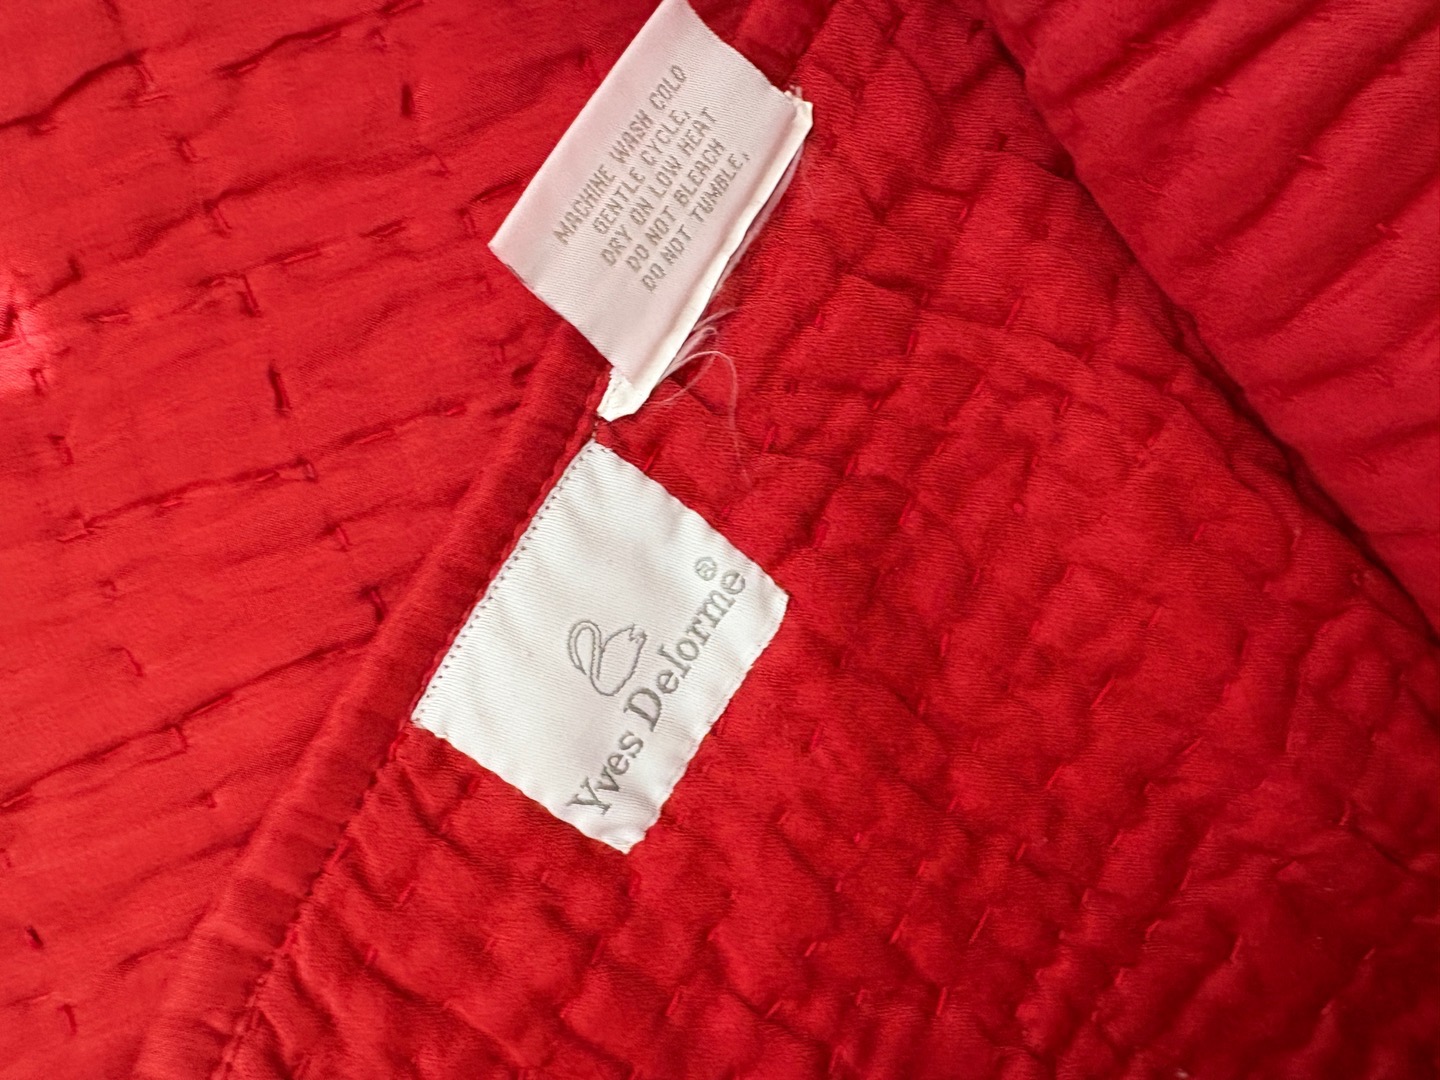 MACHINE WASH COLD
GENTLE CYCLE,
DRY ON LOW HEAT
DO NOT BLEACH
DO NOT TUMBLE,
Yves Delorme®